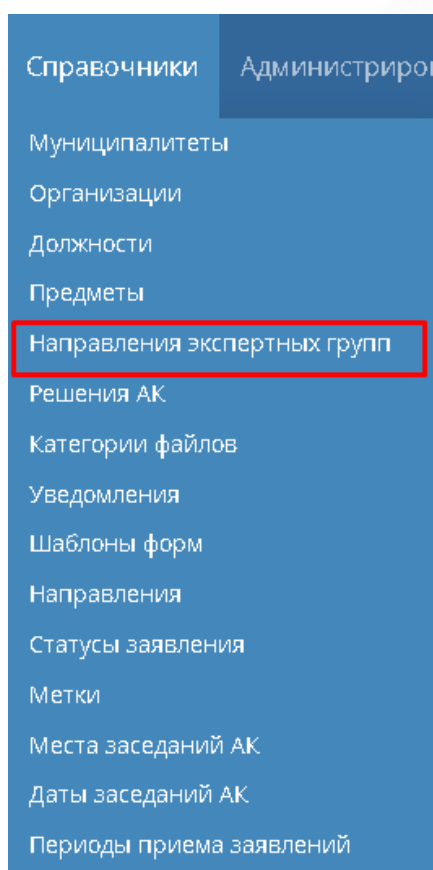 Справочники Администриро
Муниципалитеты
Организации
Должности
Предметы
Направления экспертных групп
Решения АК
Категории файлов
Уведомления
Шаблоны форм
Направления
Статусы заявления
Метки
Места заседаний АК
Даты заседаний АК
Периоды приема заявлений